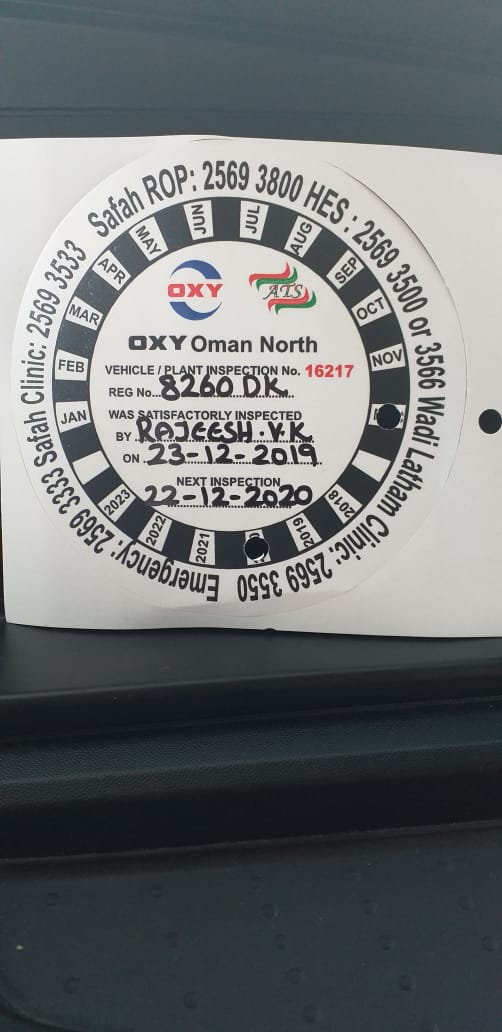 Safah Clinic: 2569 3533 Safah ROP: 2569 3800 HES : 2569 3500 or 3566 Wadi Latham Clinic: 2569 3550 Emergency: 2569 3333
JAN
FEB
MAR
APR
MAY
JUN
JUL
AUG
SEP
OCT
NOV
2018
2019
2021
2022
2023
OXY
ATS
OXY Oman North
VEHICLE / PLANT INSPECTION No. 16217
REG No. 8260 DK
WAS SATISFACTORILY INSPECTED
BY RAJEESH.V.K.
ON 23-12-2019
NEXT INSPECTION
22-12-2020